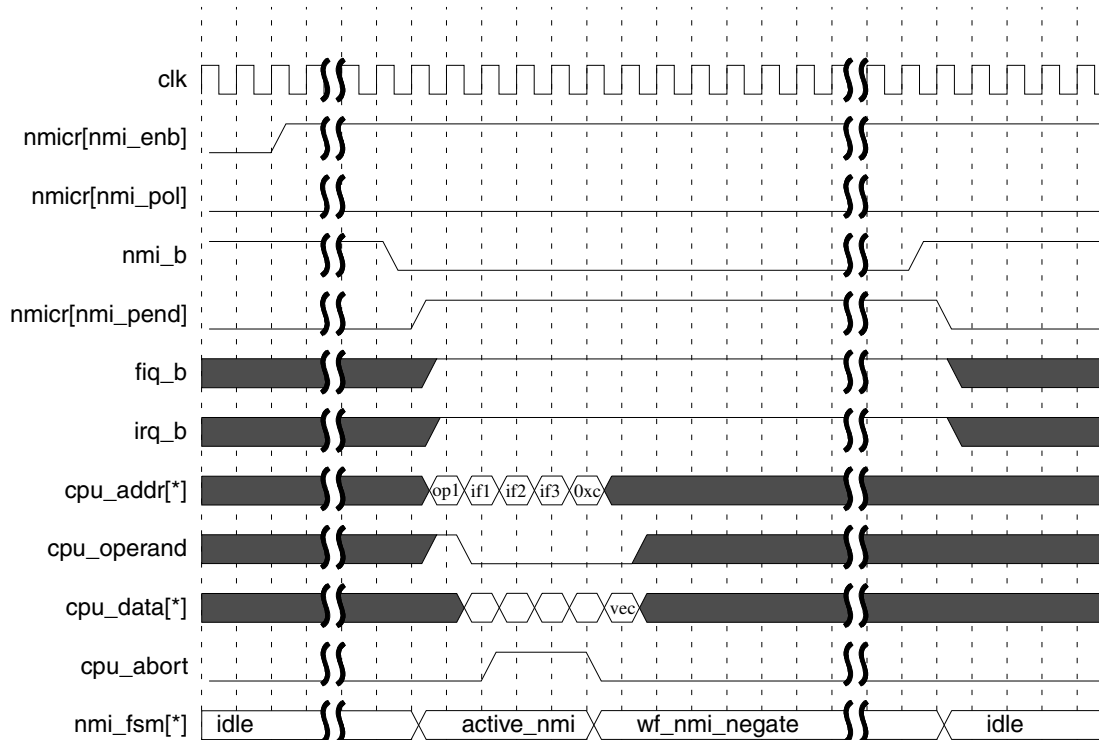 clk
nmicr[nmi_enb]
nmicr[nmi_pol]
nmi_b
nmicr[nmi_pend]
fiq_b
irq_b
cpu_addr[*] op1 if1 if2 if3 0xc
cpu_operand
cpu_data[*] vec
cpu_abort
nmi_fsm[*] idle active_nmi wf_nmi_negate idle